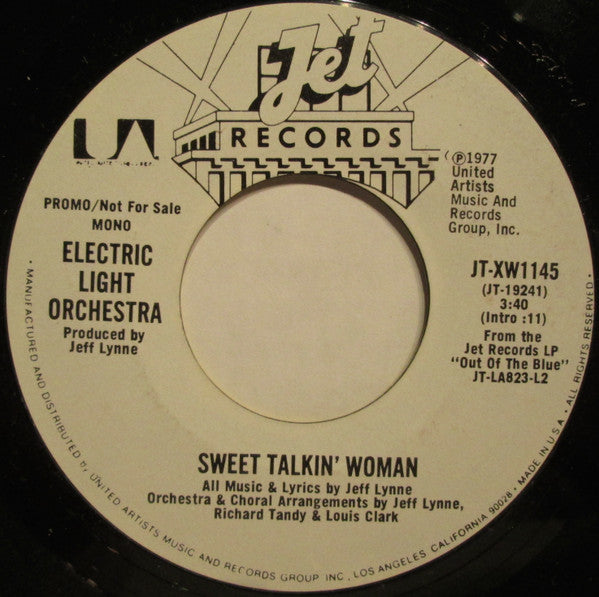 Jet
RECORDS
UA
PROMO/Not For Sale
MONO
ELECTRIC
LIGHT
ORCHESTRA
Produced by
Jeff Lynne
℗1977
United
Artists
Music And
Records
Group, Inc.
JT-XW1145
(JT-19241)
3:40
(Intro :11)
From the
Jet Records LP
"Out Of The Blue"
JT-LA823-L2
SWEET TALKIN' WOMAN
All Music & Lyrics by Jeff Lynne
Orchestra & Choral Arrangements by Jeff Lynne,
Richard Tandy & Louis Clark
• MANUFACTURED AND DISTRIBUTED BY UNITED ARTISTS MUSIC AND RECORDS GROUP INC., LOS ANGELES, CALIFORNIA 90028 • MADE IN U.S.A. • ALL RIGHTS RESERVED •